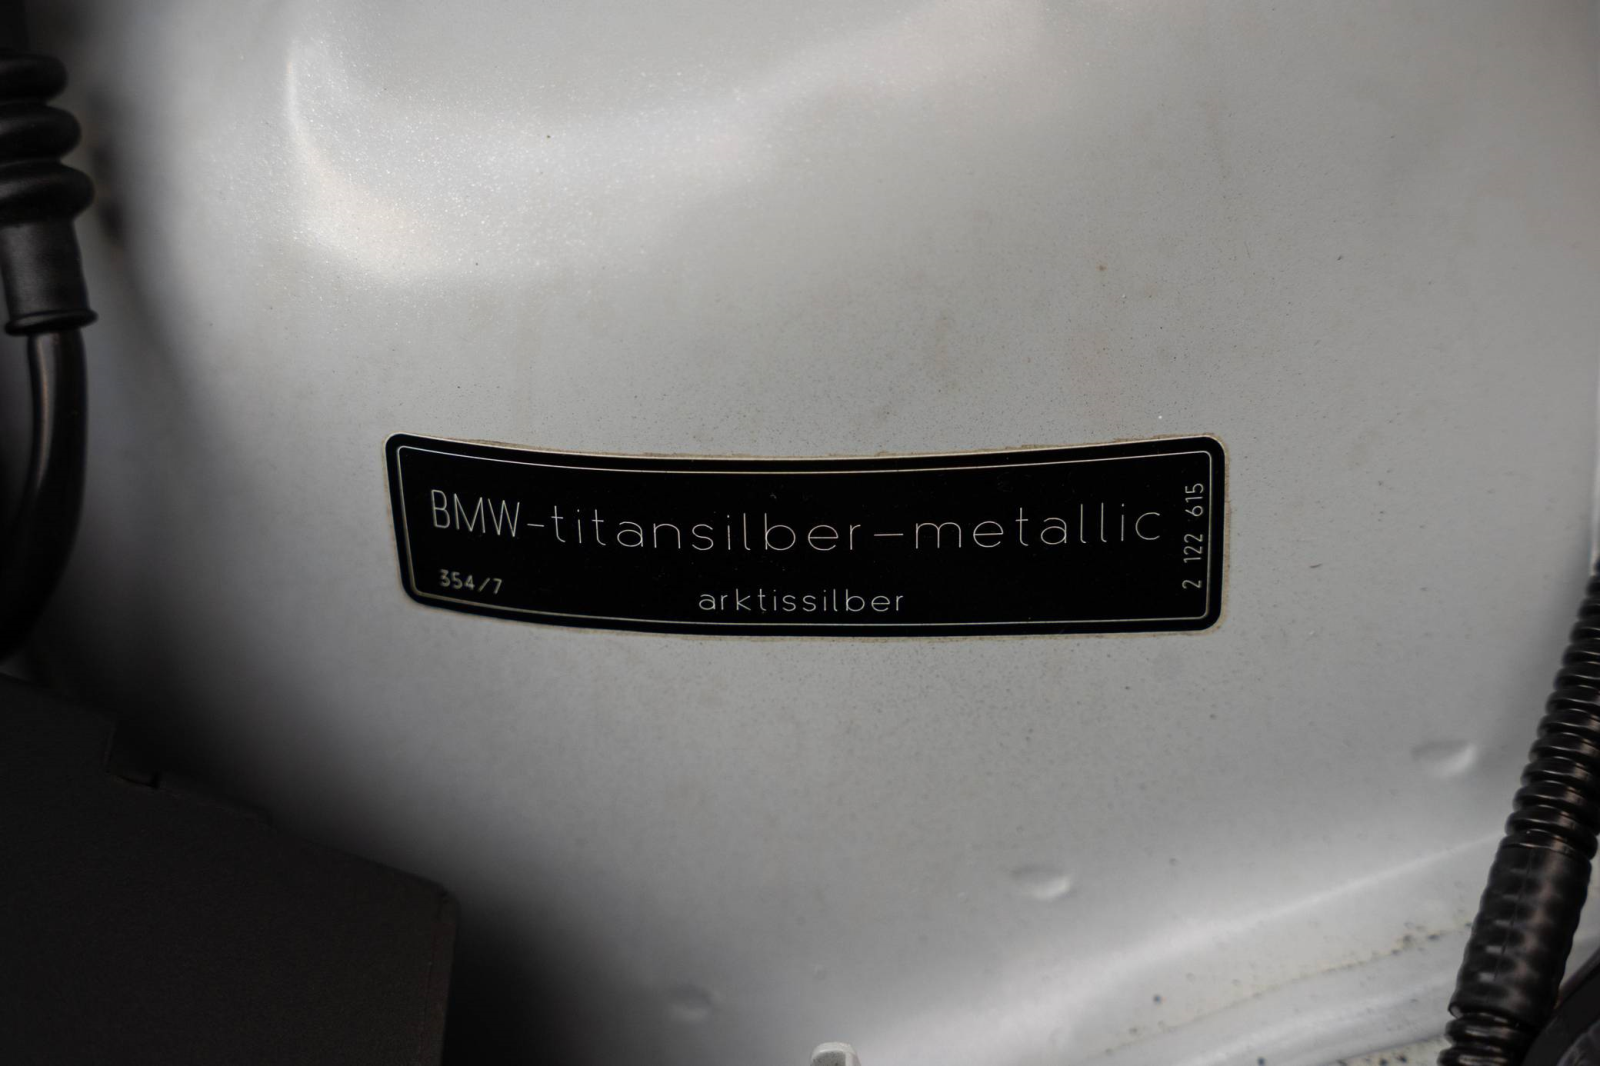 BMW-titansilber-metallic
354/7
arktissilber
2 122 615